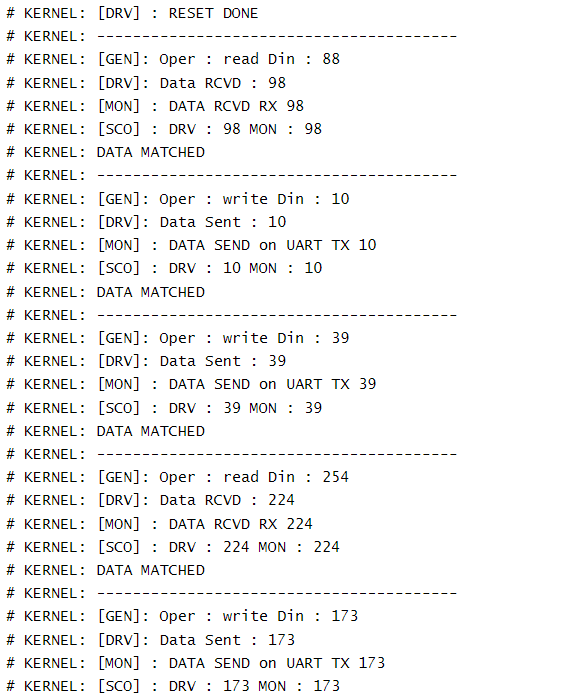 # KERNEL: [DRV] : RESET DONE
# KERNEL: ----------------------------------------
# KERNEL: [GEN]: Oper : read Din : 88
# KERNEL: [DRV]: Data RCVD : 98
# KERNEL: [MON] : DATA RCVD RX 98
# KERNEL: [SCO] : DRV : 98 MON : 98
# KERNEL: DATA MATCHED
# KERNEL: ----------------------------------------
# KERNEL: [GEN]: Oper : write Din : 10
# KERNEL: [DRV]: Data Sent : 10
# KERNEL: [MON] : DATA SEND on UART TX 10
# KERNEL: [SCO] : DRV : 10 MON : 10
# KERNEL: DATA MATCHED
# KERNEL: ----------------------------------------
# KERNEL: [GEN]: Oper : write Din : 39
# KERNEL: [DRV]: Data Sent : 39
# KERNEL: [MON] : DATA SEND on UART TX 39
# KERNEL: [SCO] : DRV : 39 MON : 39
# KERNEL: DATA MATCHED
# KERNEL: ----------------------------------------
# KERNEL: [GEN]: Oper : read Din : 254
# KERNEL: [DRV]: Data RCVD : 224
# KERNEL: [MON] : DATA RCVD RX 224
# KERNEL: [SCO] : DRV : 224 MON : 224
# KERNEL: DATA MATCHED
# KERNEL: ----------------------------------------
# KERNEL: [GEN]: Oper : write Din : 173
# KERNEL: [DRV]: Data Sent : 173
# KERNEL: [MON] : DATA SEND on UART TX 173
# KERNEL: [SCO] : DRV : 173 MON : 173